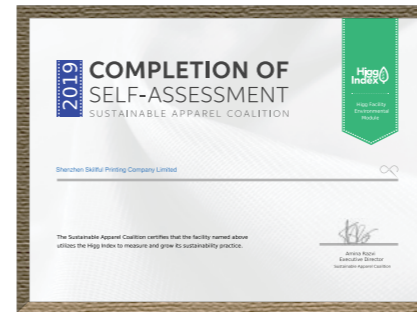 2019
COMPLETION OF
SELF-ASSESSMENT
SUSTAINABLE APPAREL COALITION
Higg
Index
Higg Facility
Environmental
Module
Shenzhen Skillful Printing Company Limited
The Sustainable Apparel Coalition certifies that the facility named above
utilizes the Higg Index to measure and grow its sustainability practice.
Amina Razvi
Executive Director
Sustainable Apparel Coalition